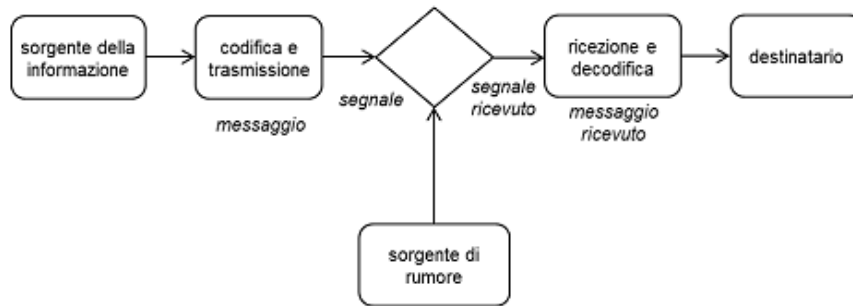 sorgente della
informazione
codifica e
trasmissione
ricezione e
decodifica
destinatario
messaggio
segnale
segnale
ricevuto
messaggio
ricevuto
sorgente di
rumore